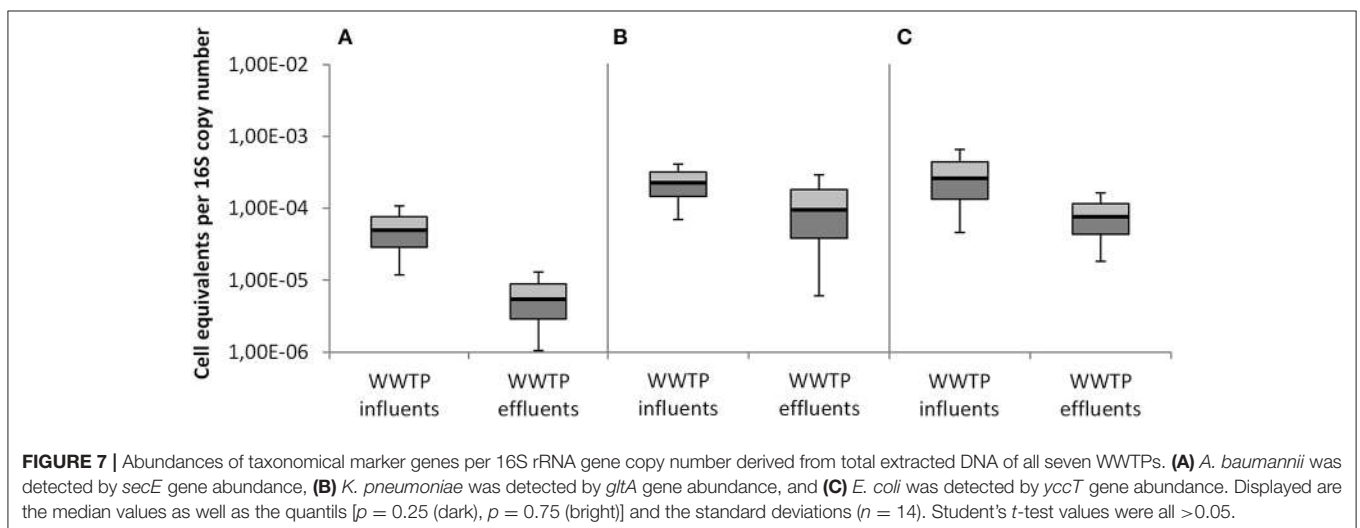 A
B
C
Cell equivalents per 16S copy number
1,00E-02
1,00E-03
1,00E-04
1,00E-05
1,00E-06
WWTP
influents
WWTP
effluents
WWTP
influents
WWTP
effluents
WWTP
influents
WWTP
effluents
FIGURE 7 | Abundances of taxonomical marker genes per 16S rRNA gene copy number derived from total extracted DNA of all seven WWTPs. (A) A. baumannii was
detected by secE gene abundance, (B) K. pneumoniae was detected by gltA gene abundance, and (C) E. coli was detected by yccT gene abundance. Displayed are
the median values as well as the quantils [p = 0.25 (dark), p = 0.75 (bright)] and the standard deviations (n = 14). Student's t-test values were all >0.05.